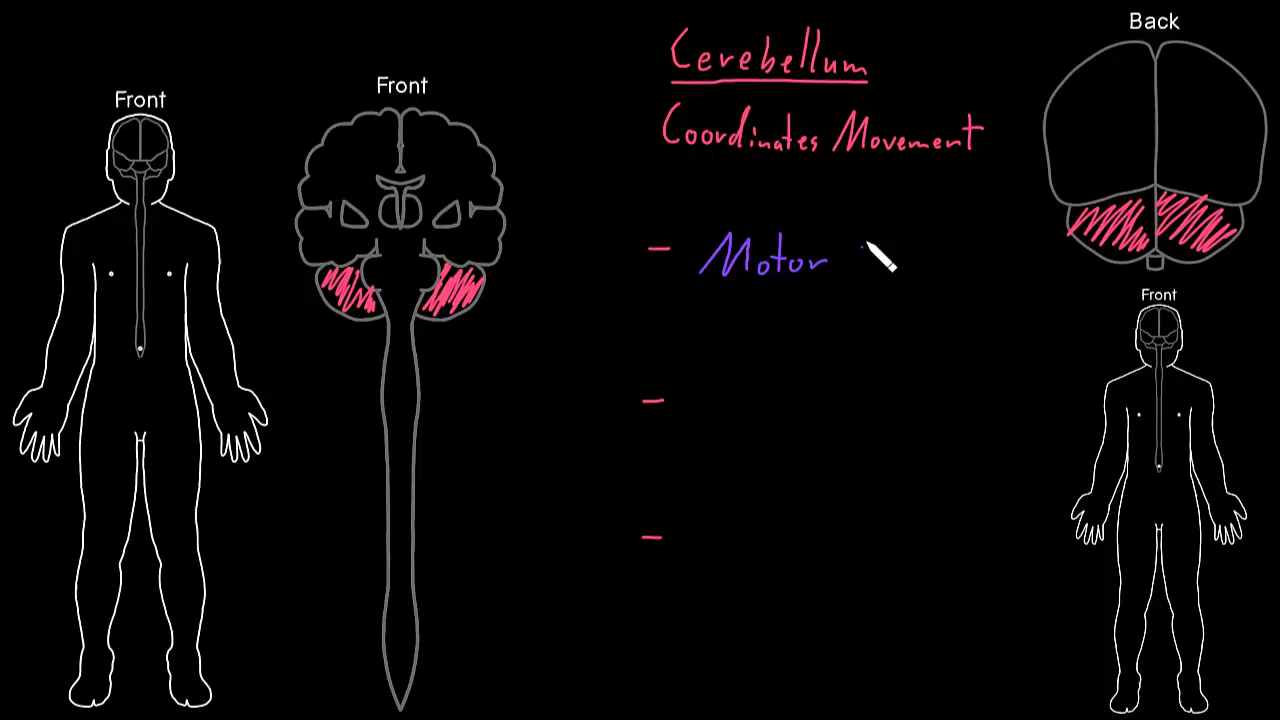 Front
Front
Cerebellum
Coordinates Movement
- Motor
-
-
Back
Front